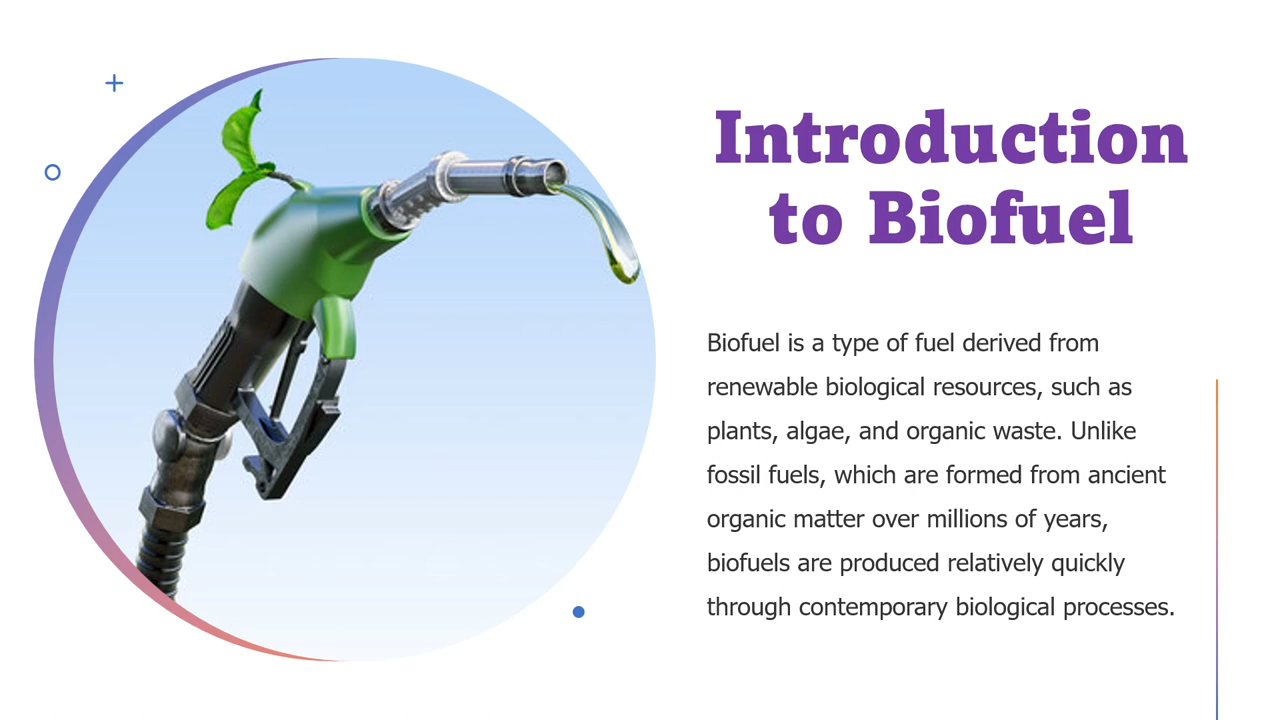 Introduction
to Biofuel
Biofuel is a type of fuel derived from
renewable biological resources, such as
plants, algae, and organic waste. Unlike
fossil fuels, which are formed from ancient
organic matter over millions of years,
biofuels are produced relatively quickly
through contemporary biological processes.